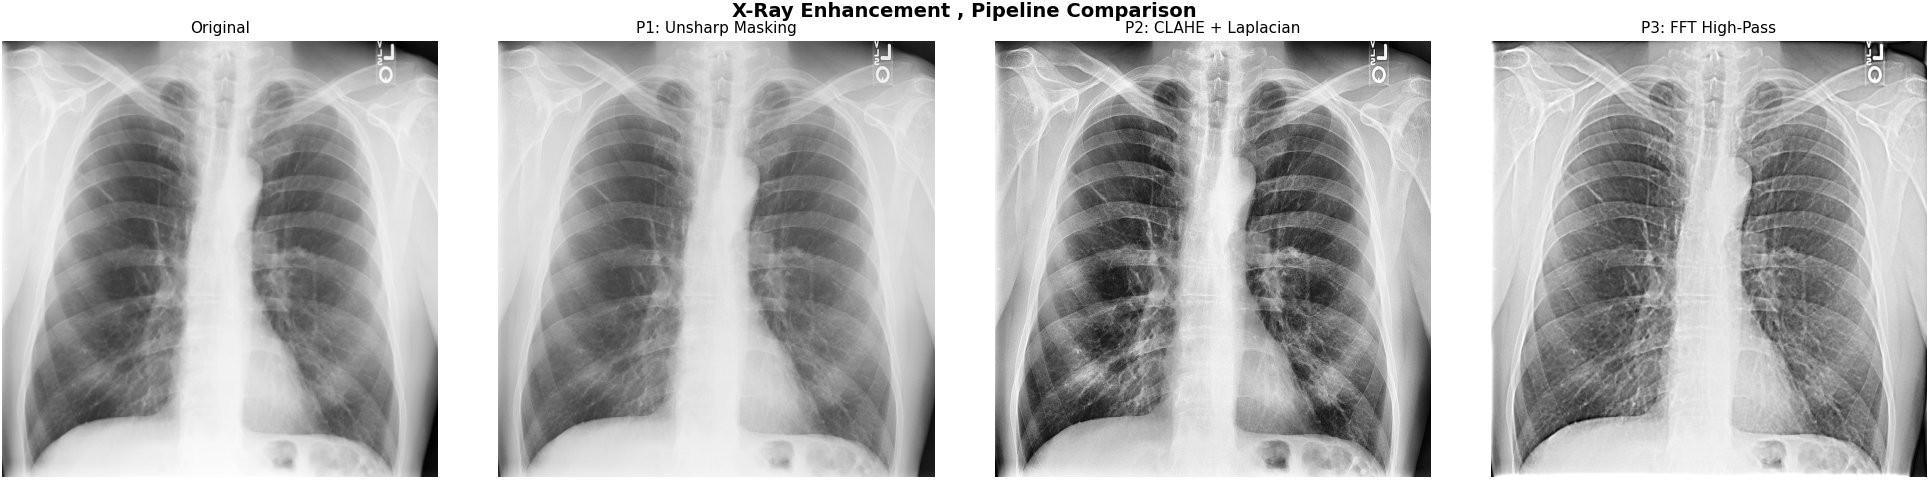 X-Ray Enhancement , Pipeline Comparison
Original
P1: Unsharp Masking
P2: CLAHE + Laplacian
P3: FFT High-Pass